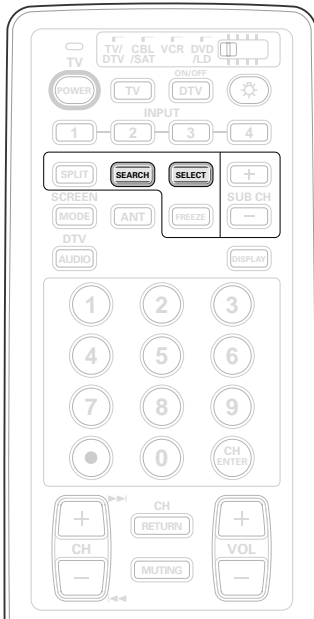 TV
TV/ CBL VCR DVD
DTV /SAT /LD
ON/OFF
POWER TV DTV
INPUT
1 2 3 4
SPLIT SEARCH SELECT +
SCREEN SUB CH
MODE ANT FREEZE −
DTV
AUDIO DISPLAY
1 2 3
4 5 6
7 8 9
0 CH
ENTER
+ CH +
RETURN
CH VOL
− MUTING −